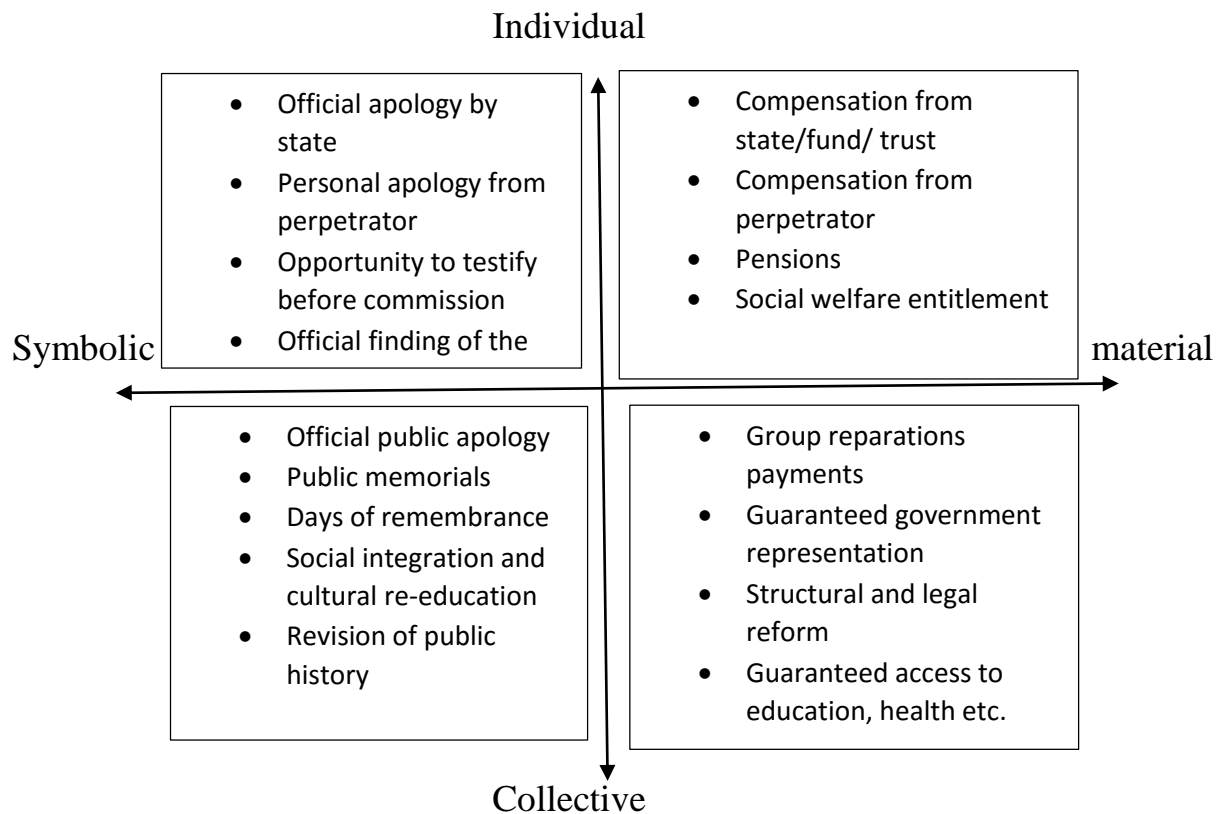 Individual
• Official apology by
state
• Personal apology from
perpetrator
• Opportunity to testify
before commission
• Official finding of the
• Compensation from
state/fund/ trust
• Compensation from
perpetrator
• Pensions
• Social welfare entitlement
Symbolic
material
• Official public apology
• Public memorials
• Days of remembrance
• Social integration and
cultural re-education
• Revision of public
history
• Group reparations
payments
• Guaranteed government
representation
• Structural and legal
reform
• Guaranteed access to
education, health etc.
Collective